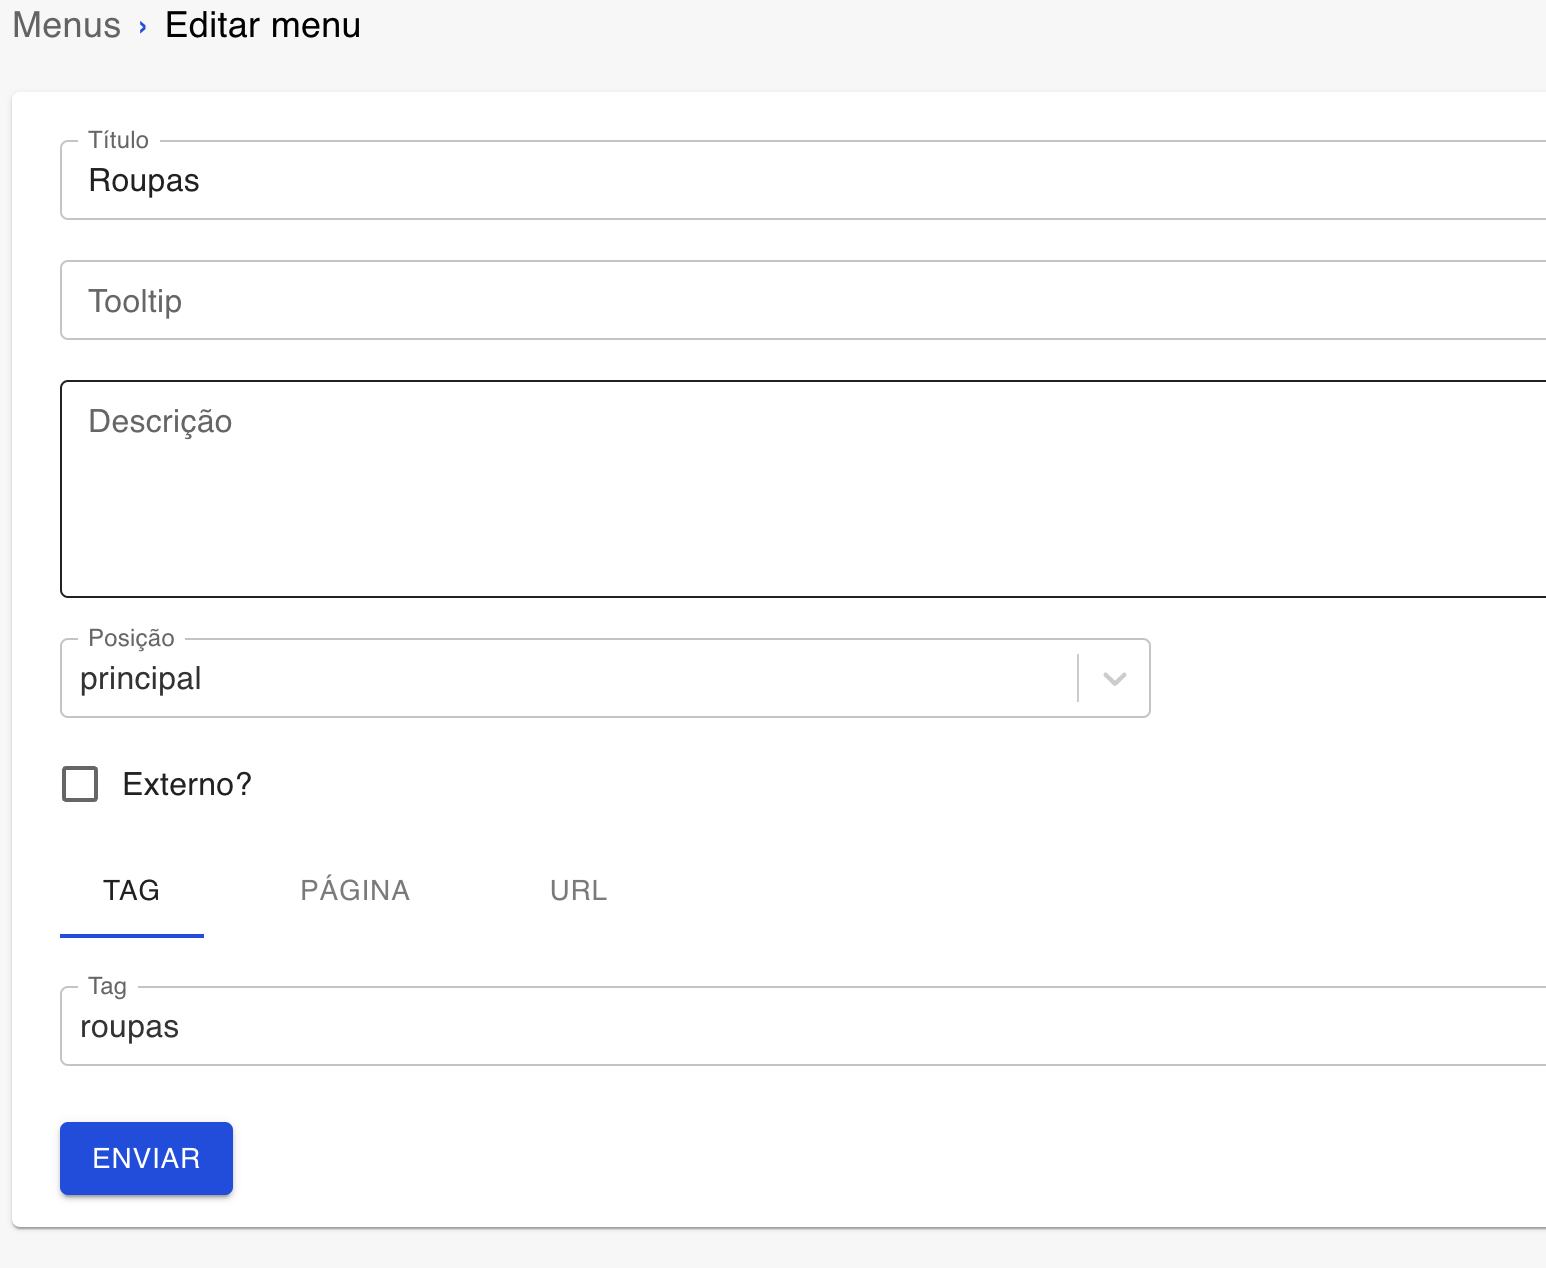 Menus › Editar menu
Título
Roupas
Tooltip
Descrição
Posição
principal
Externo?
TAG PÁGINA URL
Tag
roupas
ENVIAR